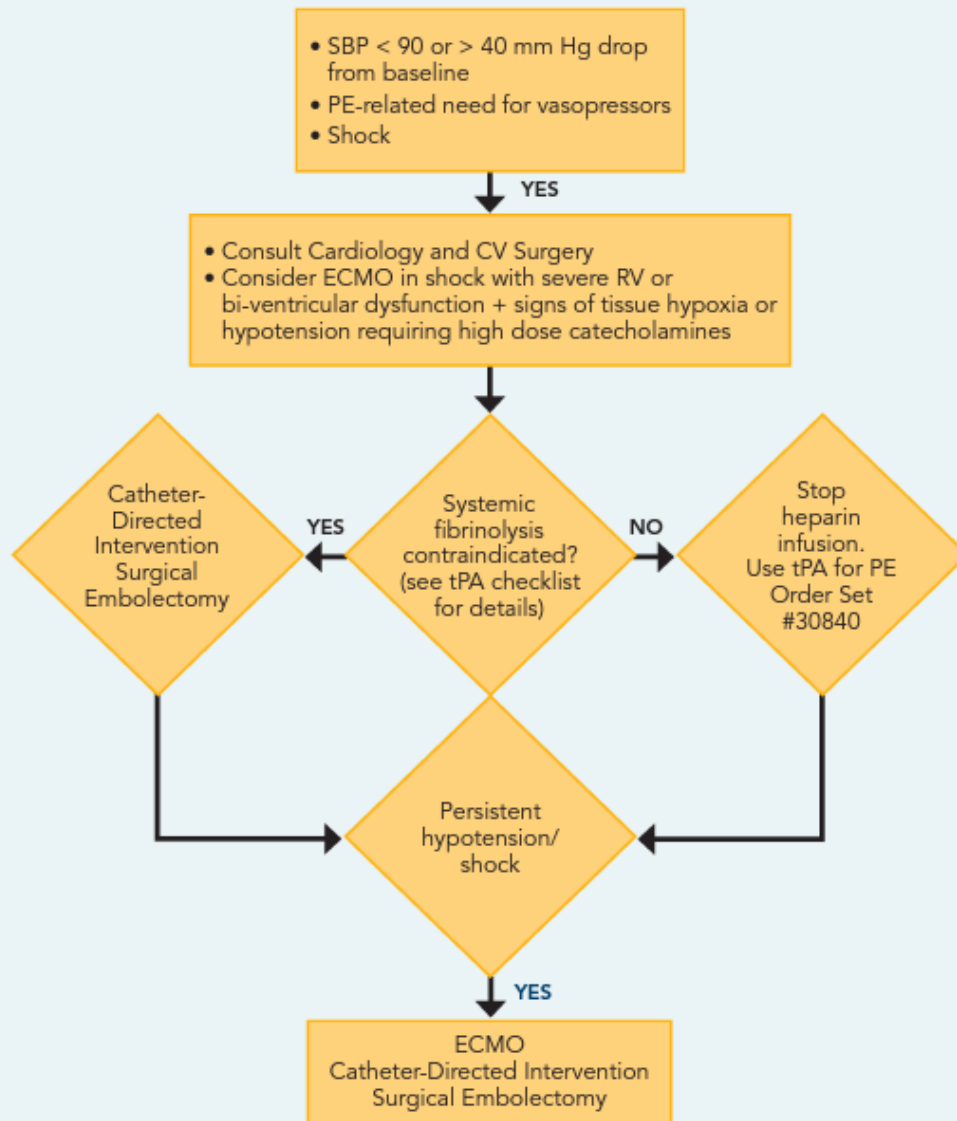 • SBP < 90 or > 40 mm Hg drop
from baseline
• PE-related need for vasopressors
• Shock
YES
• Consult Cardiology and CV Surgery
• Consider ECMO in shock with severe RV or
bi-ventricular dysfunction + signs of tissue hypoxia or
hypotension requiring high dose catecholamines
Catheter-
Directed
Intervention
Surgical
Embolectomy
YES
Systemic
fibrinolysis
contraindicated?
(see tPA checklist
for details)
NO
Stop
heparin
infusion.
Use tPA for PE
Order Set
#30840
Persistent
hypotension/
shock
YES
ECMO
Catheter-Directed Intervention
Surgical Embolectomy